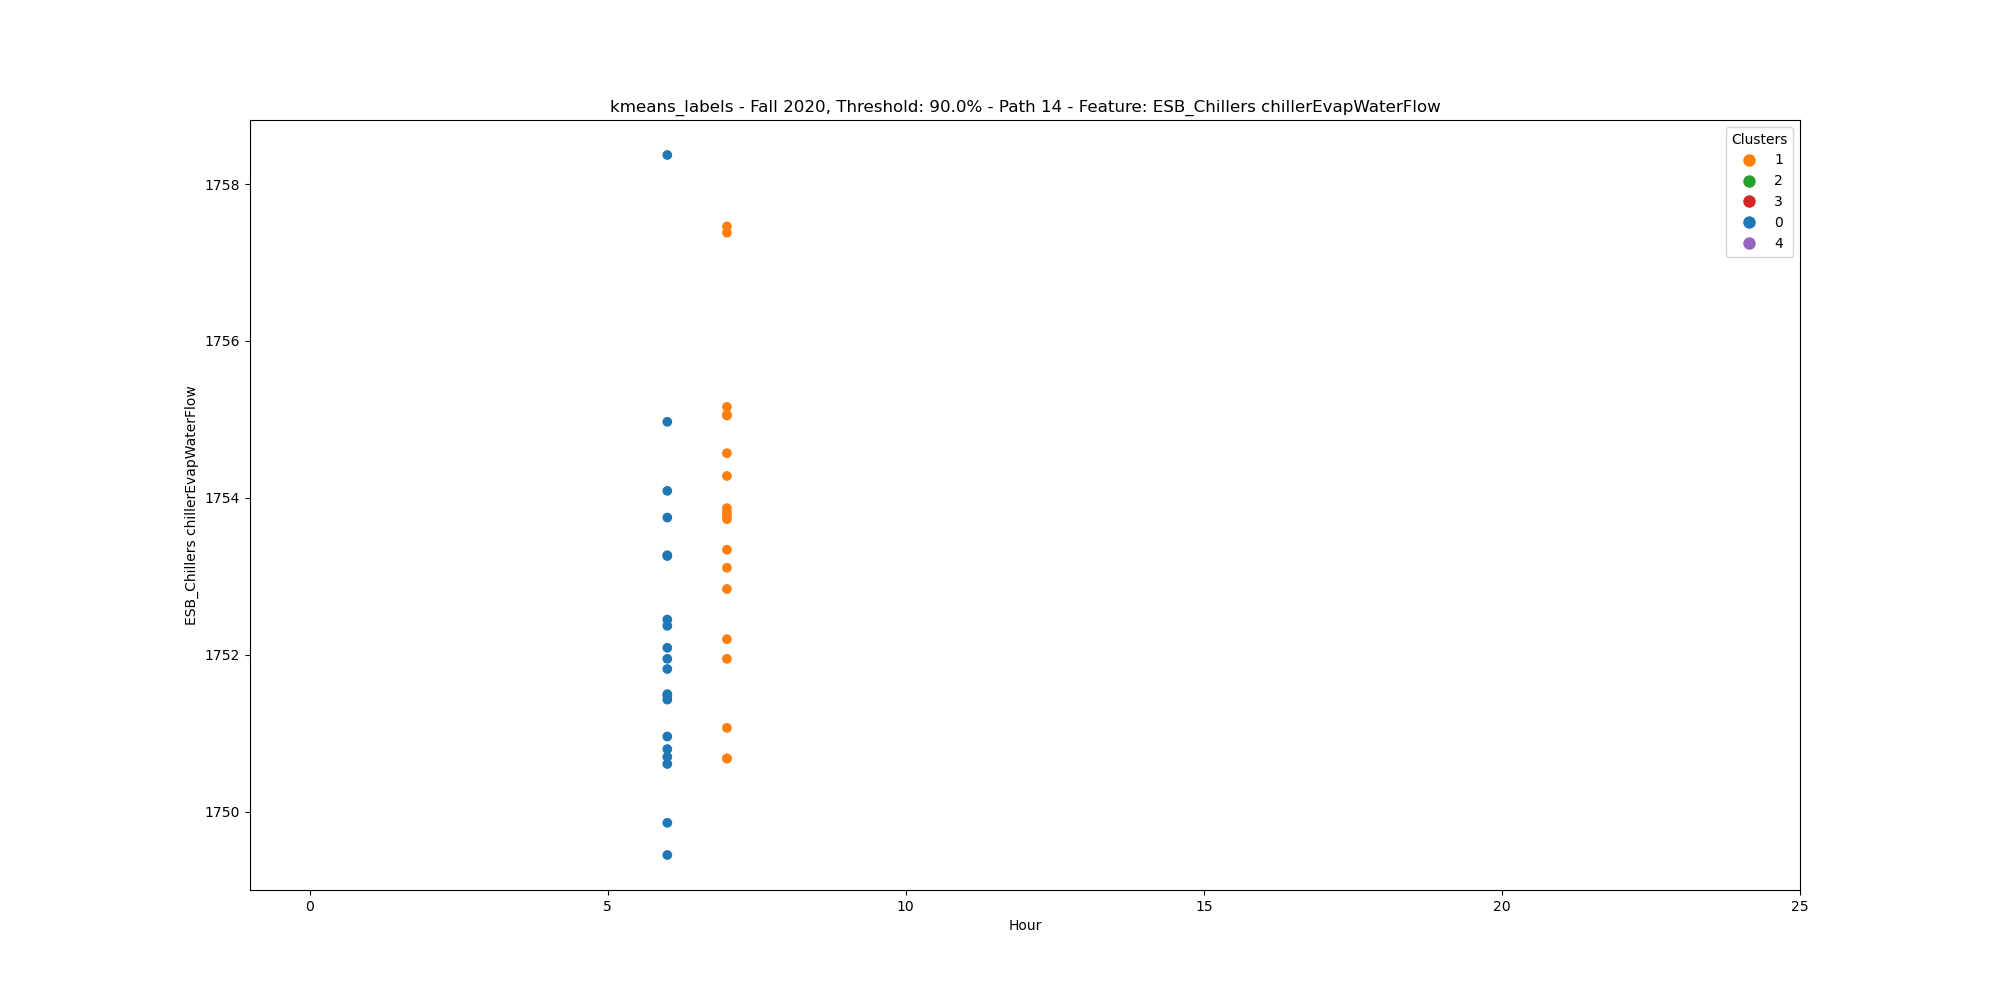 kmeans_labels - Fall 2020, Threshold: 90.0% - Path 14 - Feature: ESB_Chillers chillerEvapWaterFlow
Clusters
1
2
3
0
4
1758
1756
1754
1752
1750
ESB_Chillers chillerEvapWaterFlow
0 5 10 15 20 25
Hour